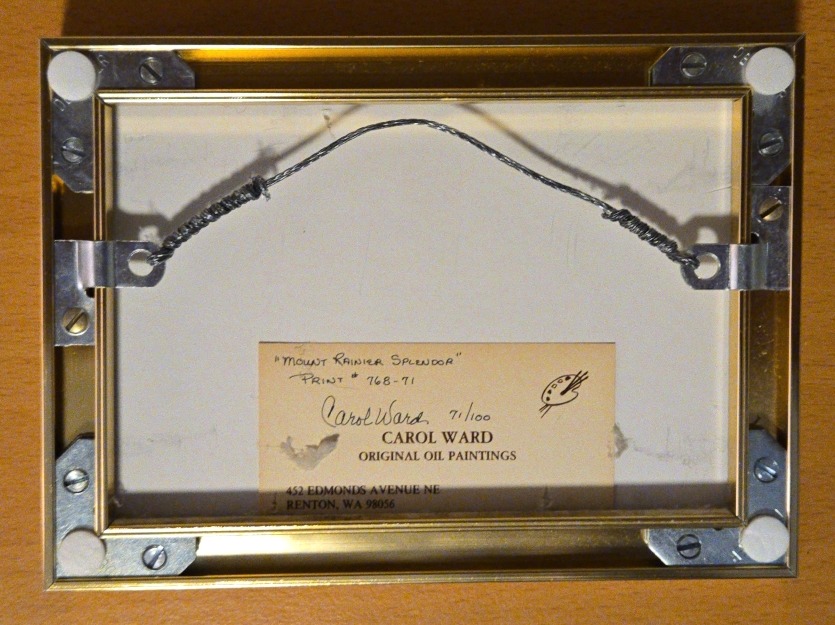 "MOUNT RAINIER SPLENDOR"
PRINT # 768-71
Carol Ward 71/100
CAROL WARD
ORIGINAL OIL PAINTINGS
452 EDMONDS AVENUE NE
RENTON, WA 98056